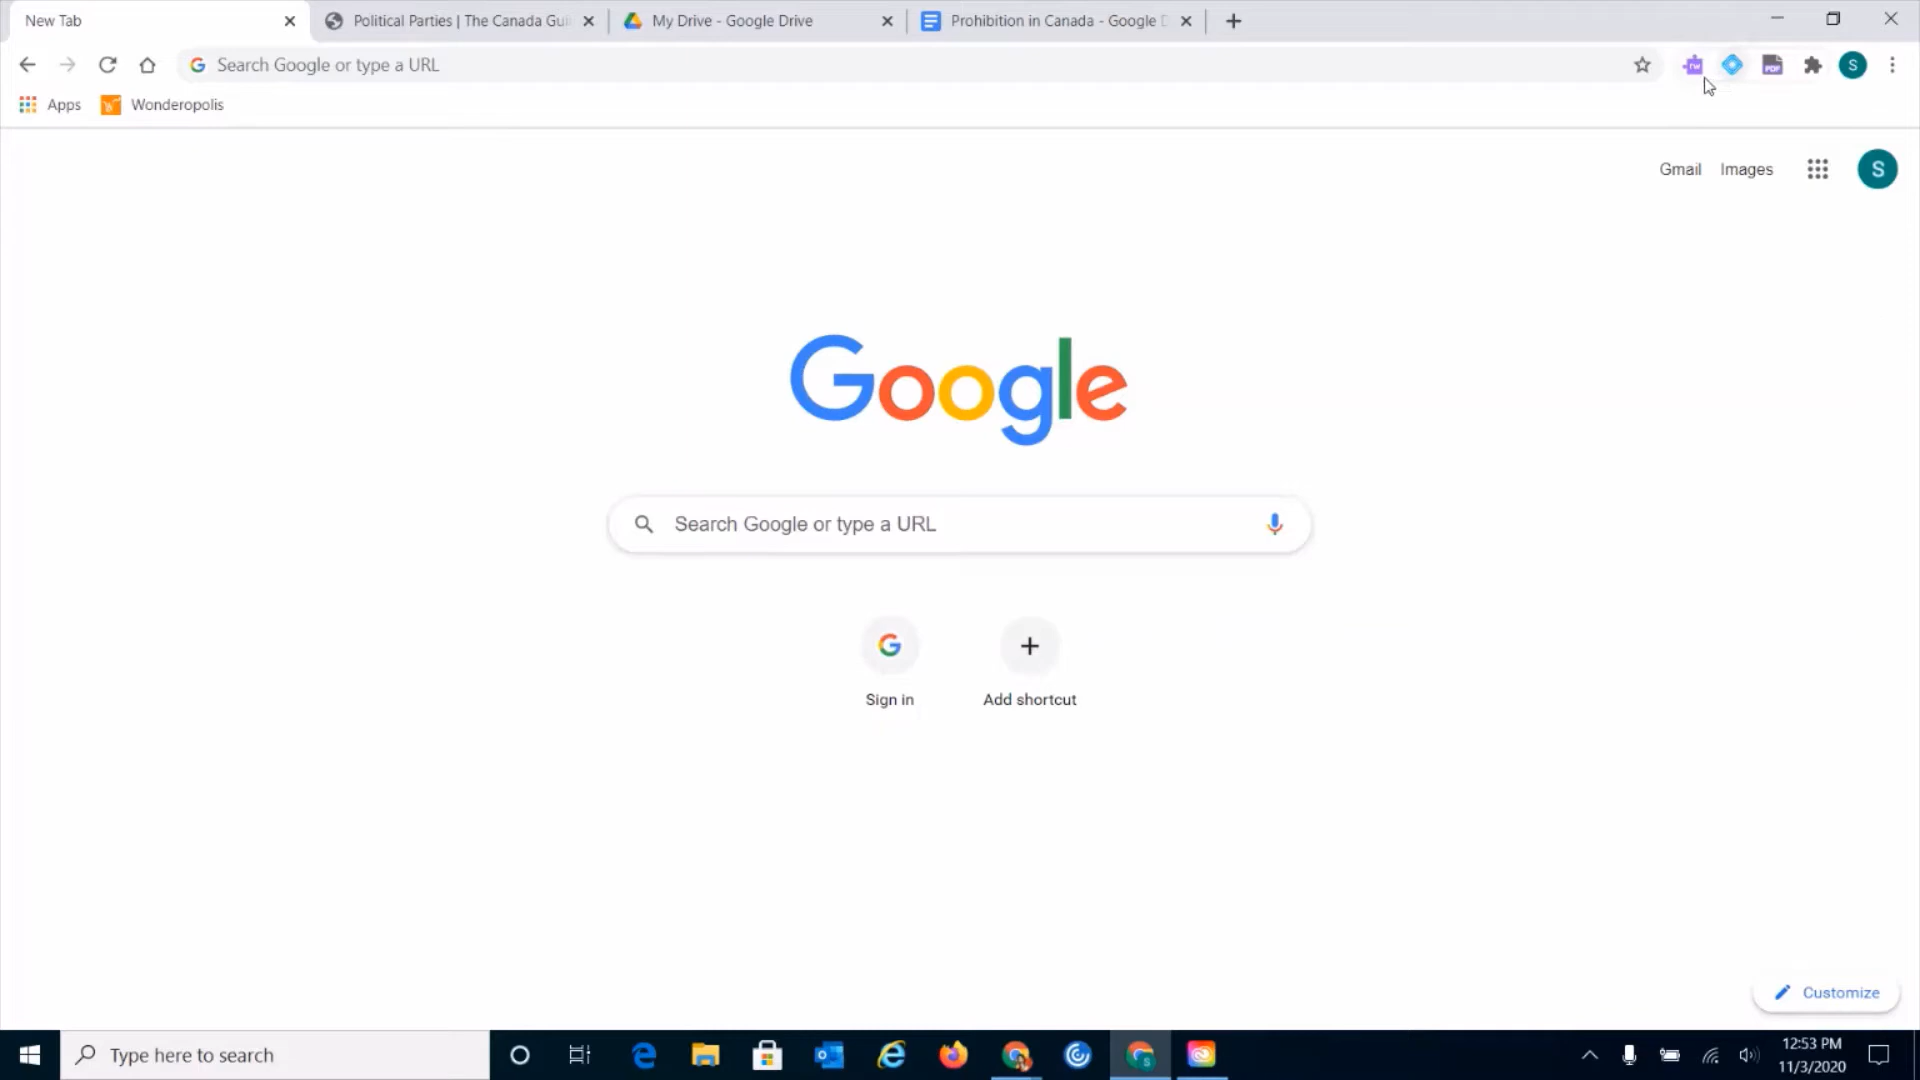 New Tab
Political Parties | The Canada Gui
My Drive - Google Drive
Prohibition in Canada - Google D
Search Google or type a URL
rw
PDF
S
Apps
Wonderopolis
Gmail
Images
S
Google
Search Google or type a URL
Sign in
Add shortcut
Customize
Type here to search
12:53 PM
11/3/2020